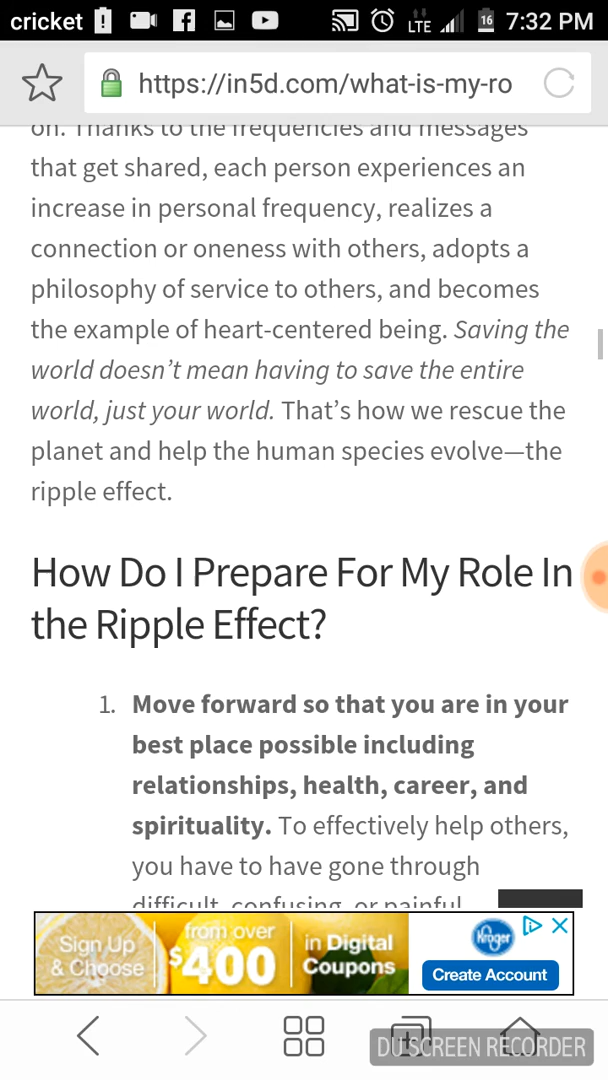 cricket LTE 16 7:32 PM
https://in5d.com/what-is-my-ro
on. Thanks to the frequencies and messages
that get shared, each person experiences an
increase in personal frequency, realizes a
connection or oneness with others, adopts a
philosophy of service to others, and becomes
the example of heart-centered being. Saving the
world doesn’t mean having to save the entire
world, just your world. That’s how we rescue the
planet and help the human species evolve—the
ripple effect.
How Do I Prepare For My Role In
the Ripple Effect?
1. Move forward so that you are in your
best place possible including
relationships, health, career, and
spirituality. To effectively help others,
you have to have gone through
difficult, confusing, or painful
Sign Up
& Choose
from over
$400
in Digital
Coupons
Kroger
Create Account
DU SCREEN RECORDER